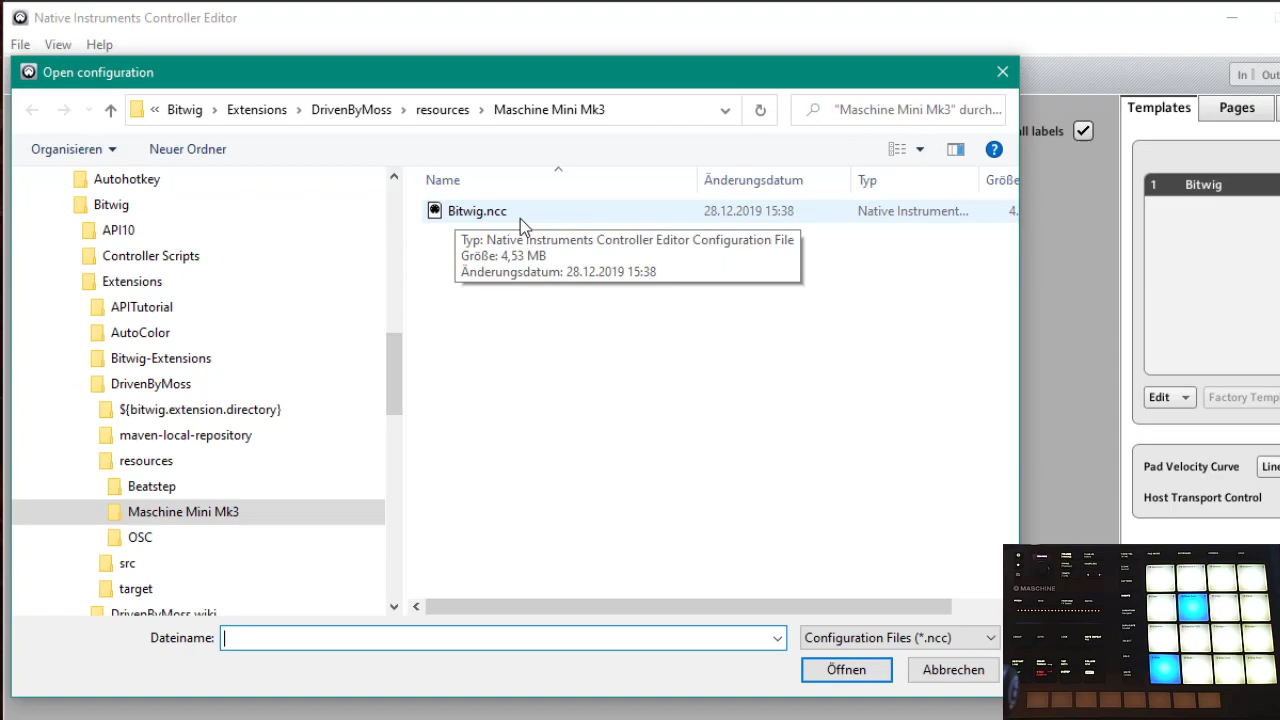 Native Instruments Controller Editor
File View Help
Open configuration
Bitwig Extensions DrivenByMoss resources Maschine Mini Mk3
"Maschine Mini Mk3" durch...
In Out
Templates Pages
all labels
Organisieren Neuer Ordner
Name Änderungsdatum Typ Größe
Autohotkey
Bitwig
API10
Controller Scripts
Extensions
APITutorial
AutoColor
Bitwig-Extensions
DrivenByMoss
${bitwig.extension.directory}
maven-local-repository
resources
Beatstep
Maschine Mini Mk3
OSC
src
target
DrivenByMoss.wiki
Bitwig.ncc 28.12.2019 15:38 Native Instrument... 4.
Typ: Native Instruments Controller Editor Configuration File
Größe: 4,53 MB
Änderungsdatum: 28.12.2019 15:38
1 Bitwig
Edit Factory Temp
Pad Velocity Curve Line
Host Transport Control
Dateiname: Configuration Files (*.ncc)
Öffnen Abbrechen
MASCHINE